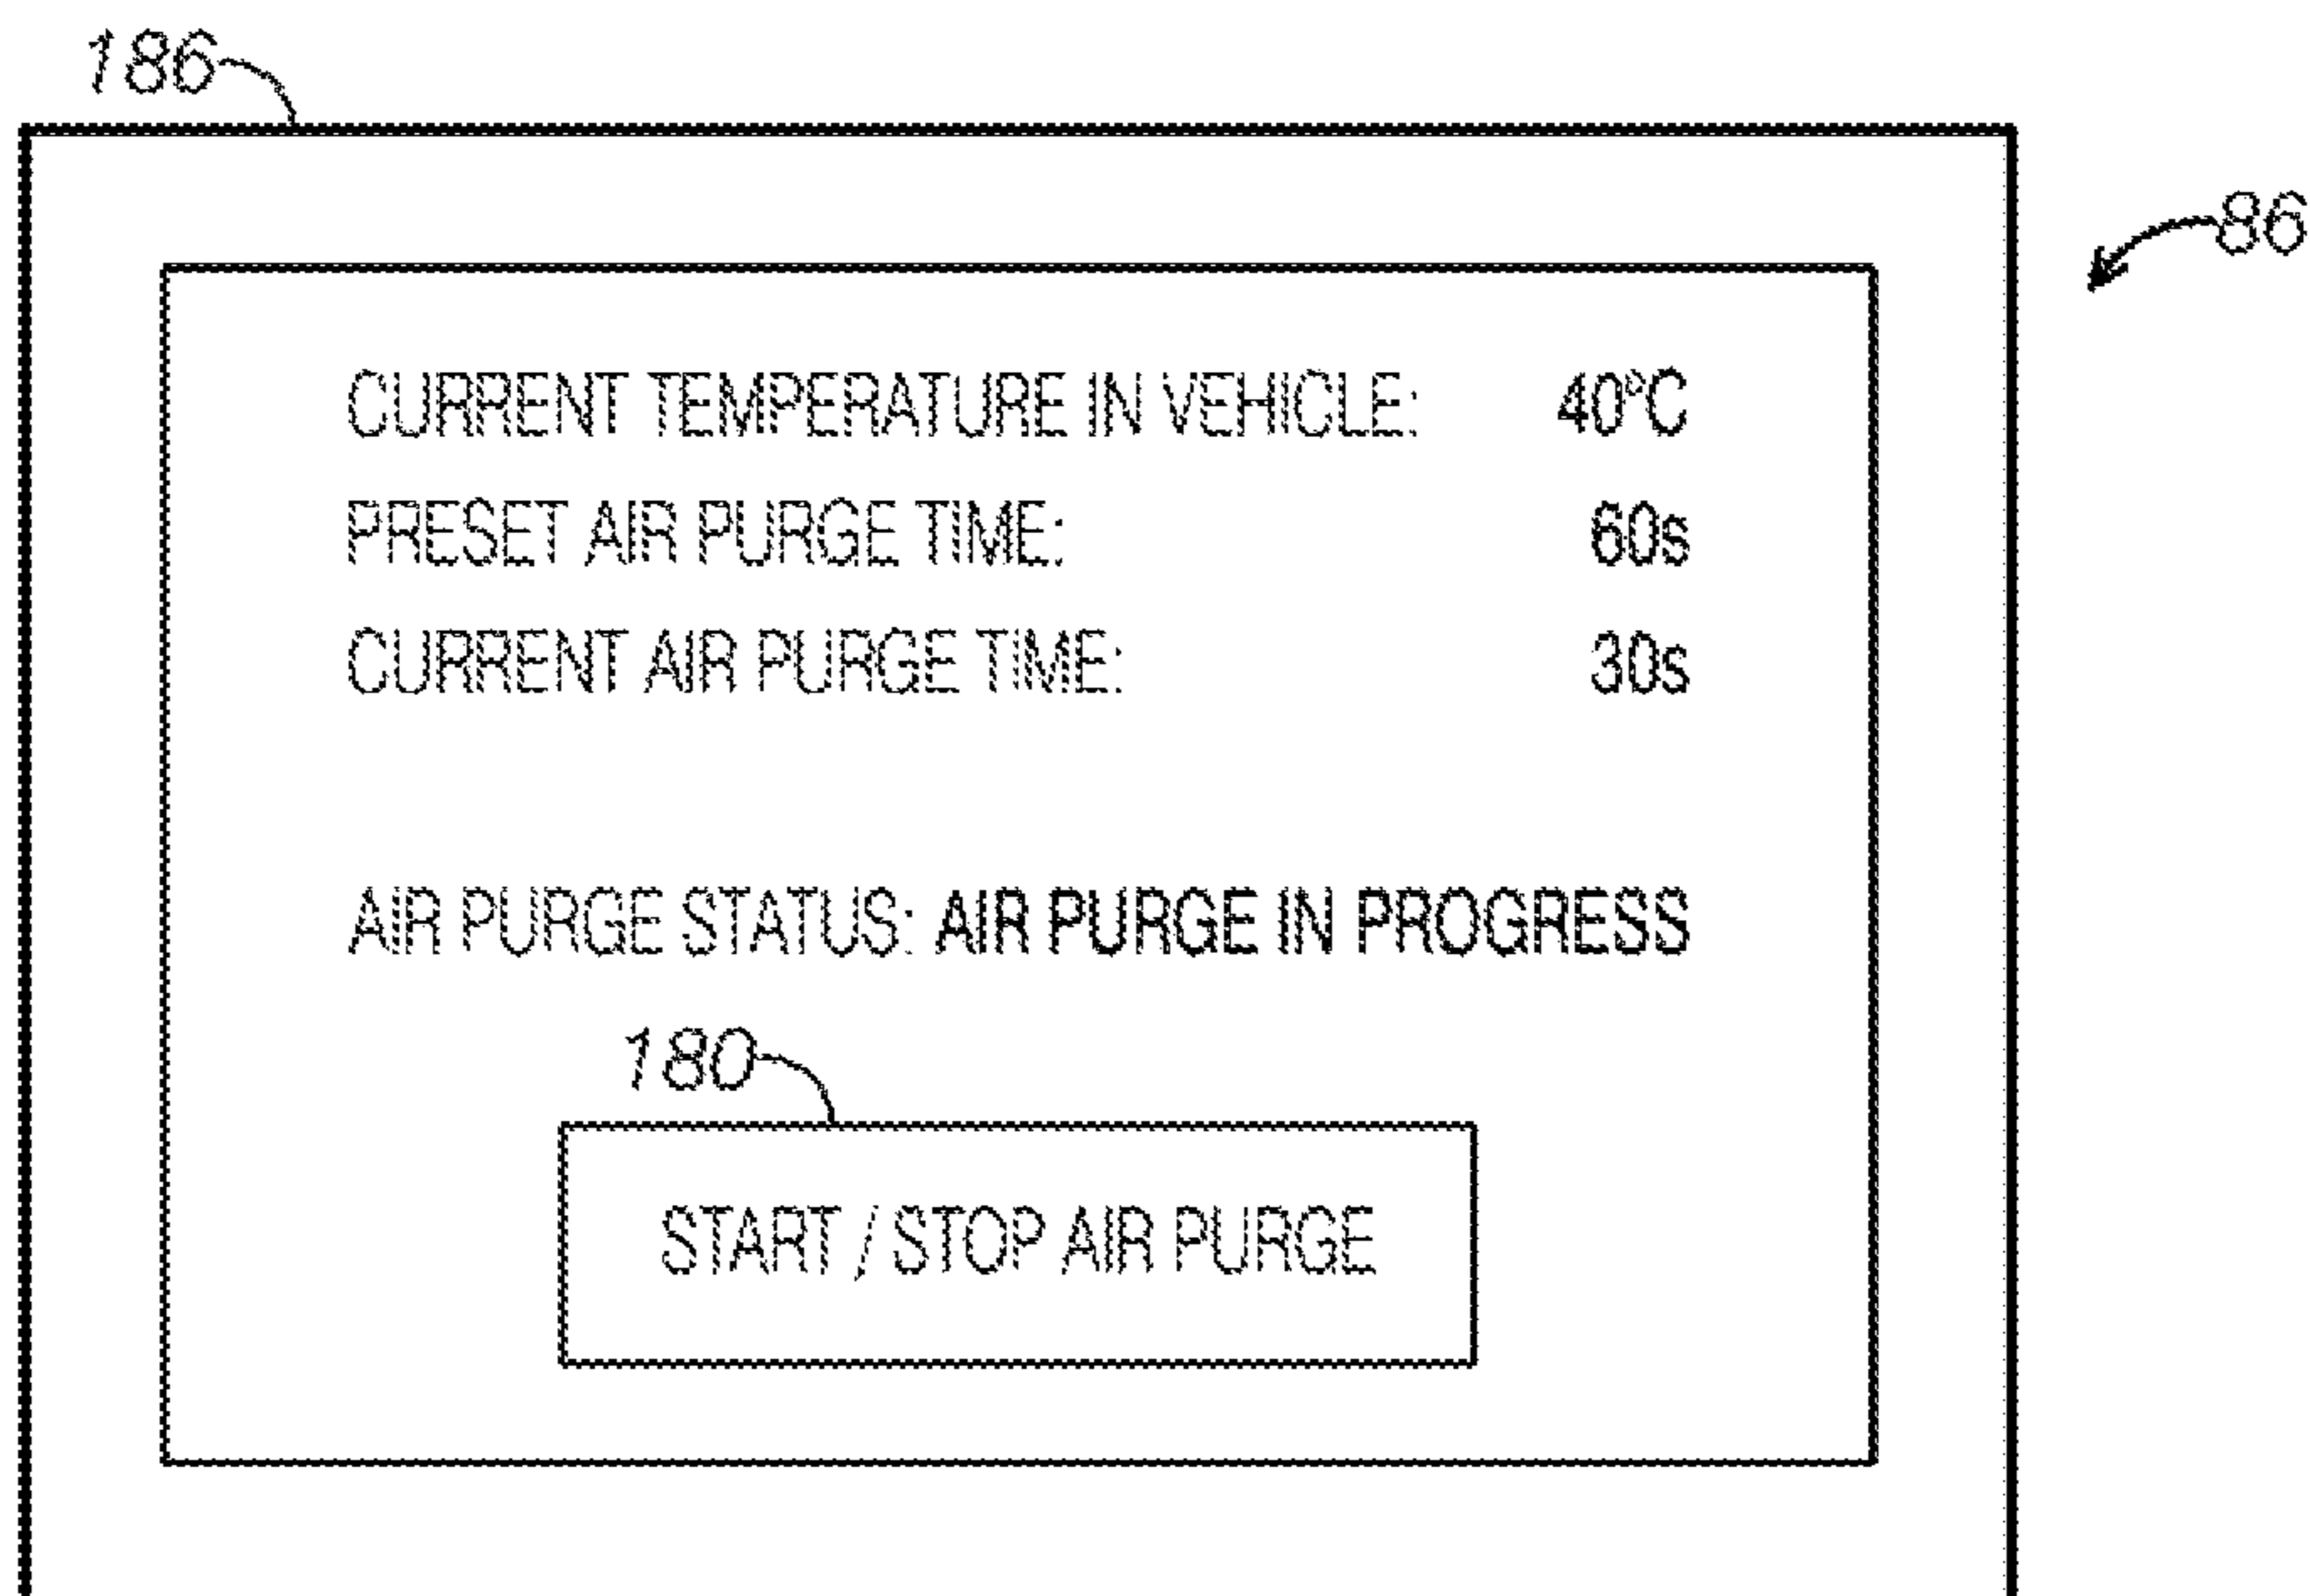 186
86
CURRENT TEMPERATURE IN VEHICLE: 40°C
PRESET AIR PURGE TIME: 60s
CURRENT AIR PURGE TIME: 30s
AIR PURGE STATUS: AIR PURGE IN PROGRESS
180
START / STOP AIR PURGE